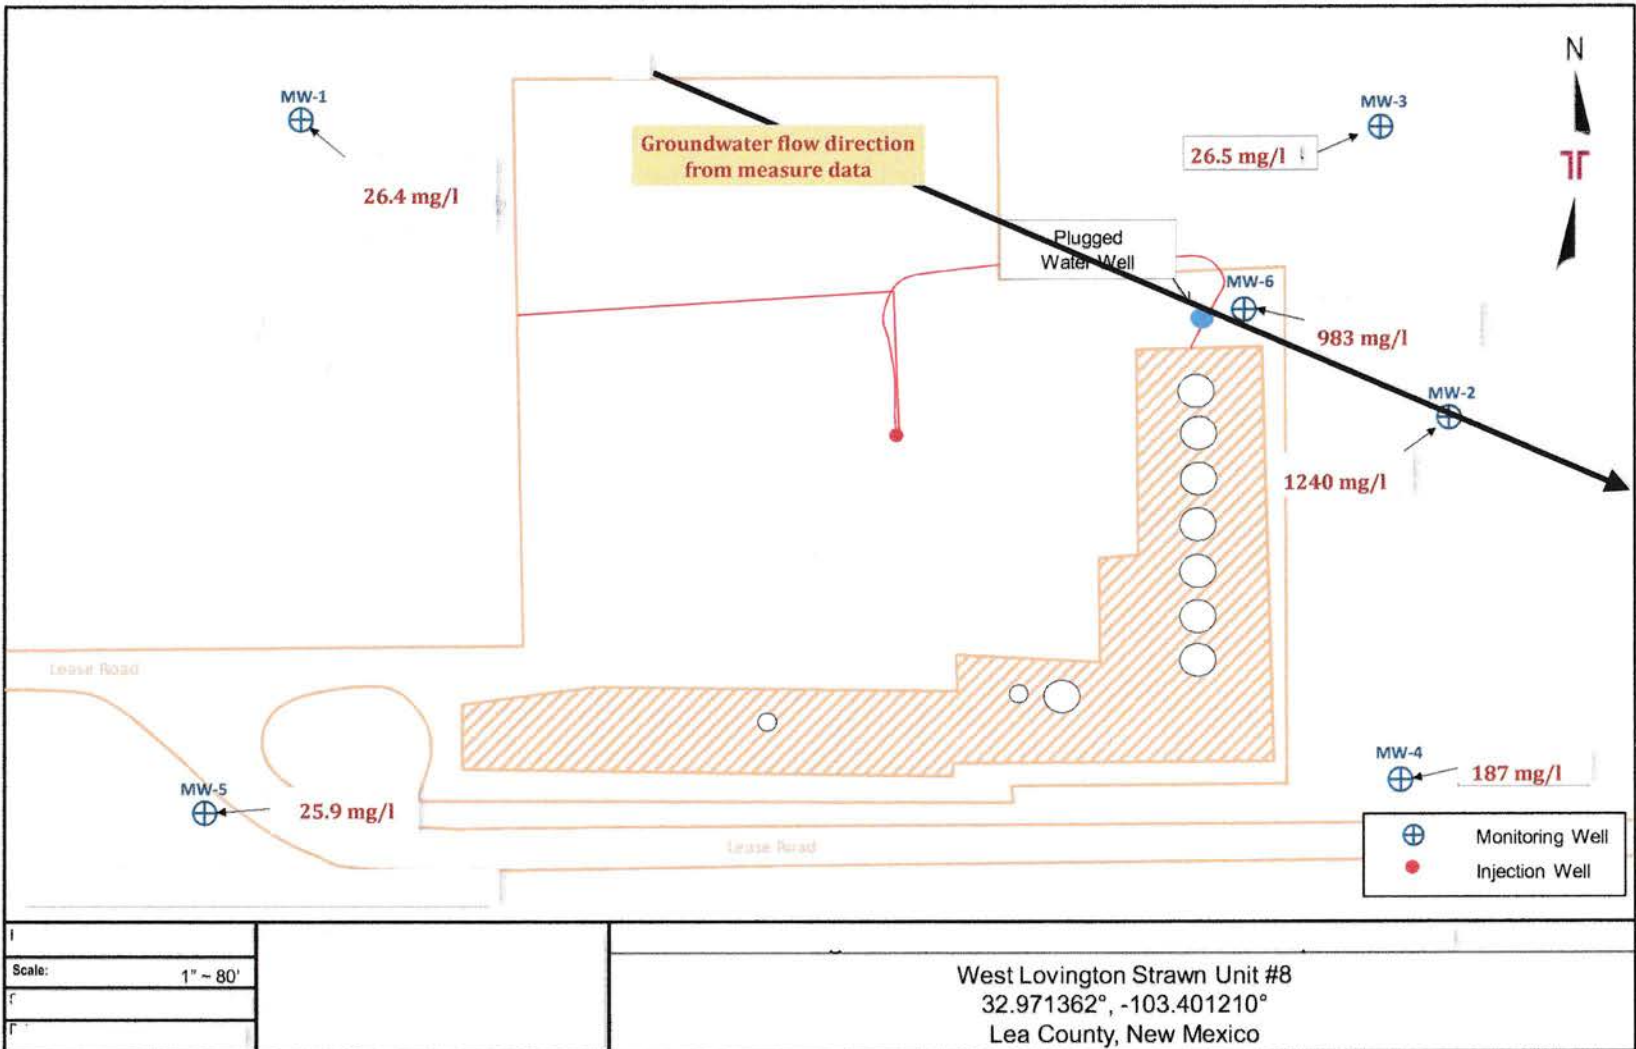 N
MW-1
MW-3
Groundwater flow direction
from measure data
26.5 mg/l
26.4 mg/l
Plugged
Water Well
MW-6
983 mg/l
MW-2
1240 mg/l
Lease Road
MW-4
187 mg/l
MW-5
25.9 mg/l
Lease Road
Monitoring Well
Injection Well
Scale: 1" ~ 80'
West Lovington Strawn Unit #8
32.971362°, -103.401210°
Lea County, New Mexico